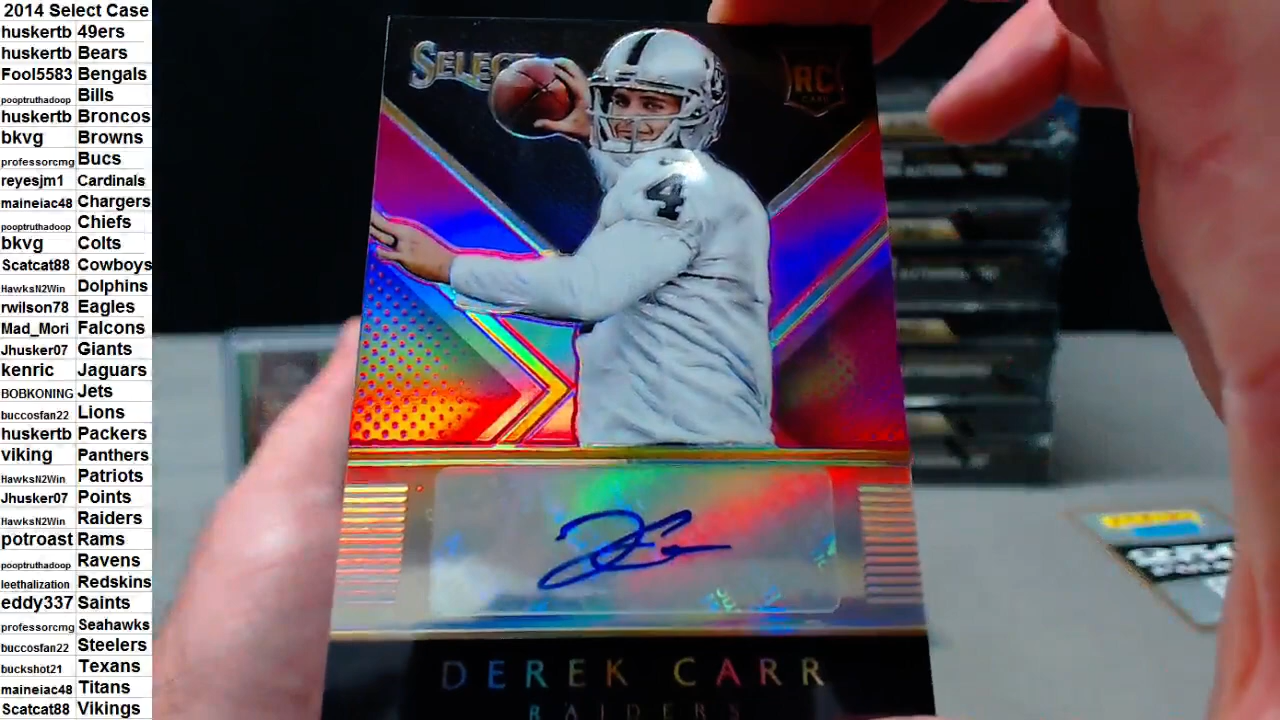 2014 Select Case
huskertb 49ers
huskertb Bears
Fool5583 Bengals
pooptruthadoop Bills
huskertb Broncos
bkvg Browns
professorcmg Bucs
reyesjm1 Cardinals
maineiac48 Chargers
pooptruthadoop Chiefs
bkvg Colts
Scatcat88 Cowboys
HawksN2Win Dolphins
rwilson78 Eagles
Mad_Mori Falcons
Jhusker07 Giants
kenric Jaguars
BOBKONING Jets
buccosfan22 Lions
huskertb Packers
viking Panthers
HawksN2Win Patriots
Jhusker07 Points
HawksN2Win Raiders
potroast Rams
pooptruthadoop Ravens
leethalization Redskins
eddy337 Saints
professorcmg Seahawks
buccosfan22 Steelers
buckshot21 Texans
maineiac48 Titans
Scatcat88 Vikings
SELECT
RC
CARD
4
DEREK CARR
RAIDERS